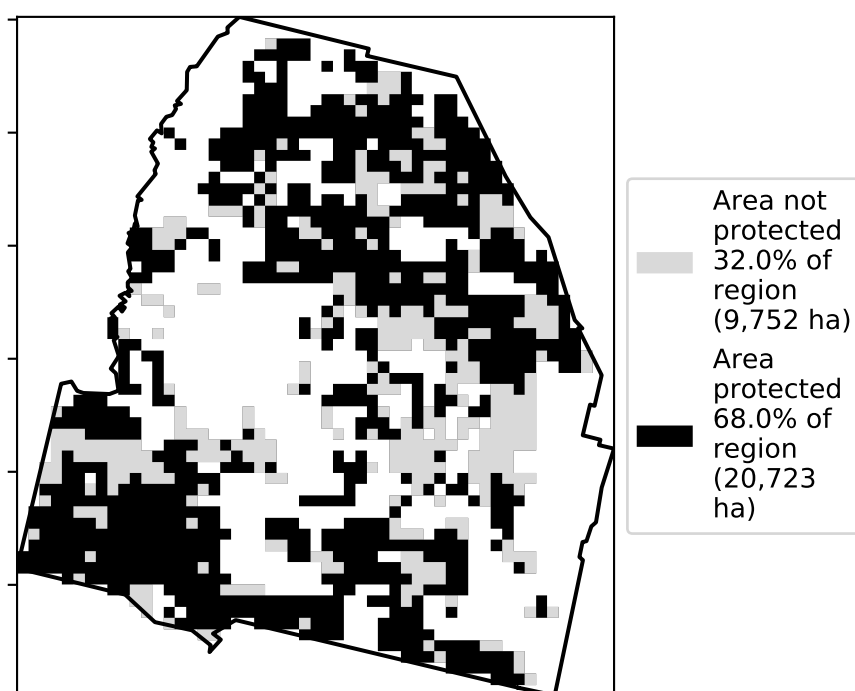 Area not
protected
32.0% of
region
(9,752 ha)
Area
protected
68.0% of
region
(20,723
ha)